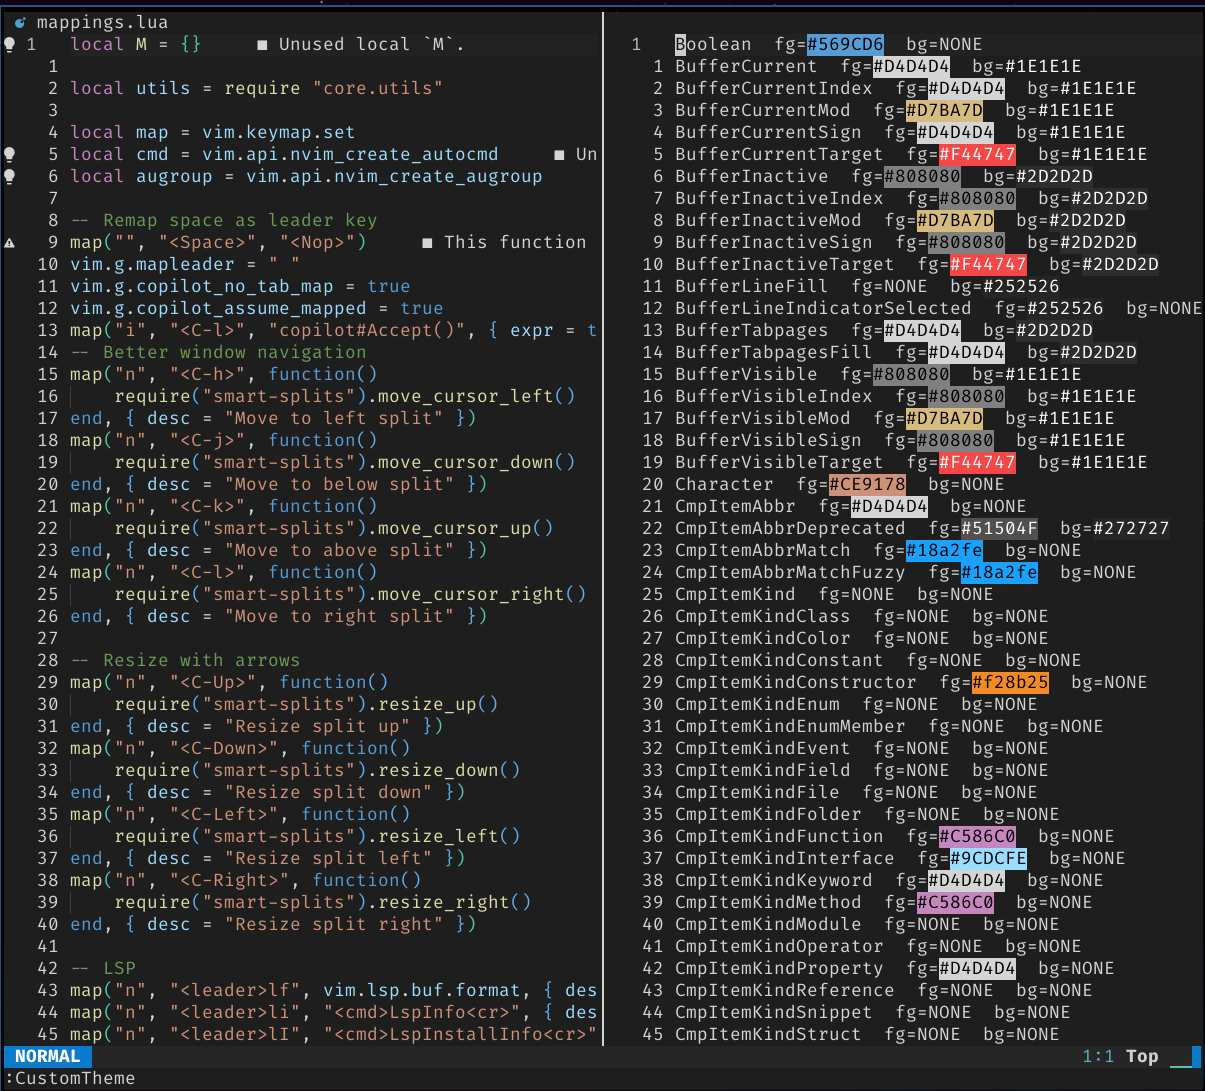 mappings.lua
1 local M = {} ■ Unused local `M`.
1
2 local utils = require "core.utils"
3
4 local map = vim.keymap.set
5 local cmd = vim.api.nvim_create_autocmd ■ Un
6 local augroup = vim.api.nvim_create_augroup
7
8 -- Remap space as leader key
9 map("", "<Space>", "<Nop>") ■ This function
10 vim.g.mapleader = " "
11 vim.g.copilot_no_tab_map = true
12 vim.g.copilot_assume_mapped = true
13 map("i", "<C-l>", "copilot#Accept()", { expr = t
14 -- Better window navigation
15 map("n", "<C-h>", function()
16 require("smart-splits").move_cursor_left()
17 end, { desc = "Move to left split" })
18 map("n", "<C-j>", function()
19 require("smart-splits").move_cursor_down()
20 end, { desc = "Move to below split" })
21 map("n", "<C-k>", function()
22 require("smart-splits").move_cursor_up()
23 end, { desc = "Move to above split" })
24 map("n", "<C-l>", function()
25 require("smart-splits").move_cursor_right()
26 end, { desc = "Move to right split" })
27
28 -- Resize with arrows
29 map("n", "<C-Up>", function()
30 require("smart-splits").resize_up()
31 end, { desc = "Resize split up" })
32 map("n", "<C-Down>", function()
33 require("smart-splits").resize_down()
34 end, { desc = "Resize split down" })
35 map("n", "<C-Left>", function()
36 require("smart-splits").resize_left()
37 end, { desc = "Resize split left" })
38 map("n", "<C-Right>", function()
39 require("smart-splits").resize_right()
40 end, { desc = "Resize split right" })
41
42 -- LSP
43 map("n", "<leader>lf", vim.lsp.buf.format, { des
44 map("n", "<leader>li", "<cmd>LspInfo<cr>", { des
45 map("n", "<leader>lI", "<cmd>LspInstallInfo<cr>"
1 Boolean fg=#569CD6 bg=NONE
1 BufferCurrent fg=#D4D4D4 bg=#1E1E1E
2 BufferCurrentIndex fg=#D4D4D4 bg=#1E1E1E
3 BufferCurrentMod fg=#D7BA7D bg=#1E1E1E
4 BufferCurrentSign fg=#D4D4D4 bg=#1E1E1E
5 BufferCurrentTarget fg=#F44747 bg=#1E1E1E
6 BufferInactive fg=#808080 bg=#2D2D2D
7 BufferInactiveIndex fg=#808080 bg=#2D2D2D
8 BufferInactiveMod fg=#D7BA7D bg=#2D2D2D
9 BufferInactiveSign fg=#808080 bg=#2D2D2D
10 BufferInactiveTarget fg=#F44747 bg=#2D2D2D
11 BufferLineFill fg=NONE bg=#252526
12 BufferLineIndicatorSelected fg=#252526 bg=NONE
13 BufferTabpages fg=#D4D4D4 bg=#2D2D2D
14 BufferTabpagesFill fg=#D4D4D4 bg=#2D2D2D
15 BufferVisible fg=#808080 bg=#1E1E1E
16 BufferVisibleIndex fg=#808080 bg=#1E1E1E
17 BufferVisibleMod fg=#D7BA7D bg=#1E1E1E
18 BufferVisibleSign fg=#808080 bg=#1E1E1E
19 BufferVisibleTarget fg=#F44747 bg=#1E1E1E
20 Character fg=#CE9178 bg=NONE
21 CmpItemAbbr fg=#D4D4D4 bg=NONE
22 CmpItemAbbrDeprecated fg=#51504F bg=#272727
23 CmpItemAbbrMatch fg=#18a2fe bg=NONE
24 CmpItemAbbrMatchFuzzy fg=#18a2fe bg=NONE
25 CmpItemKind fg=NONE bg=NONE
26 CmpItemKindClass fg=NONE bg=NONE
27 CmpItemKindColor fg=NONE bg=NONE
28 CmpItemKindConstant fg=NONE bg=NONE
29 CmpItemKindConstructor fg=#f28b25 bg=NONE
30 CmpItemKindEnum fg=NONE bg=NONE
31 CmpItemKindEnumMember fg=NONE bg=NONE
32 CmpItemKindEvent fg=NONE bg=NONE
33 CmpItemKindField fg=NONE bg=NONE
34 CmpItemKindFile fg=NONE bg=NONE
35 CmpItemKindFolder fg=NONE bg=NONE
36 CmpItemKindFunction fg=#C586C0 bg=NONE
37 CmpItemKindInterface fg=#9CDCFE bg=NONE
38 CmpItemKindKeyword fg=#D4D4D4 bg=NONE
39 CmpItemKindMethod fg=#C586C0 bg=NONE
40 CmpItemKindModule fg=NONE bg=NONE
41 CmpItemKindOperator fg=NONE bg=NONE
42 CmpItemKindProperty fg=#D4D4D4 bg=NONE
43 CmpItemKindReference fg=NONE bg=NONE
44 CmpItemKindSnippet fg=NONE bg=NONE
45 CmpItemKindStruct fg=NONE bg=NONE
NORMAL 1:1 Top
:CustomTheme